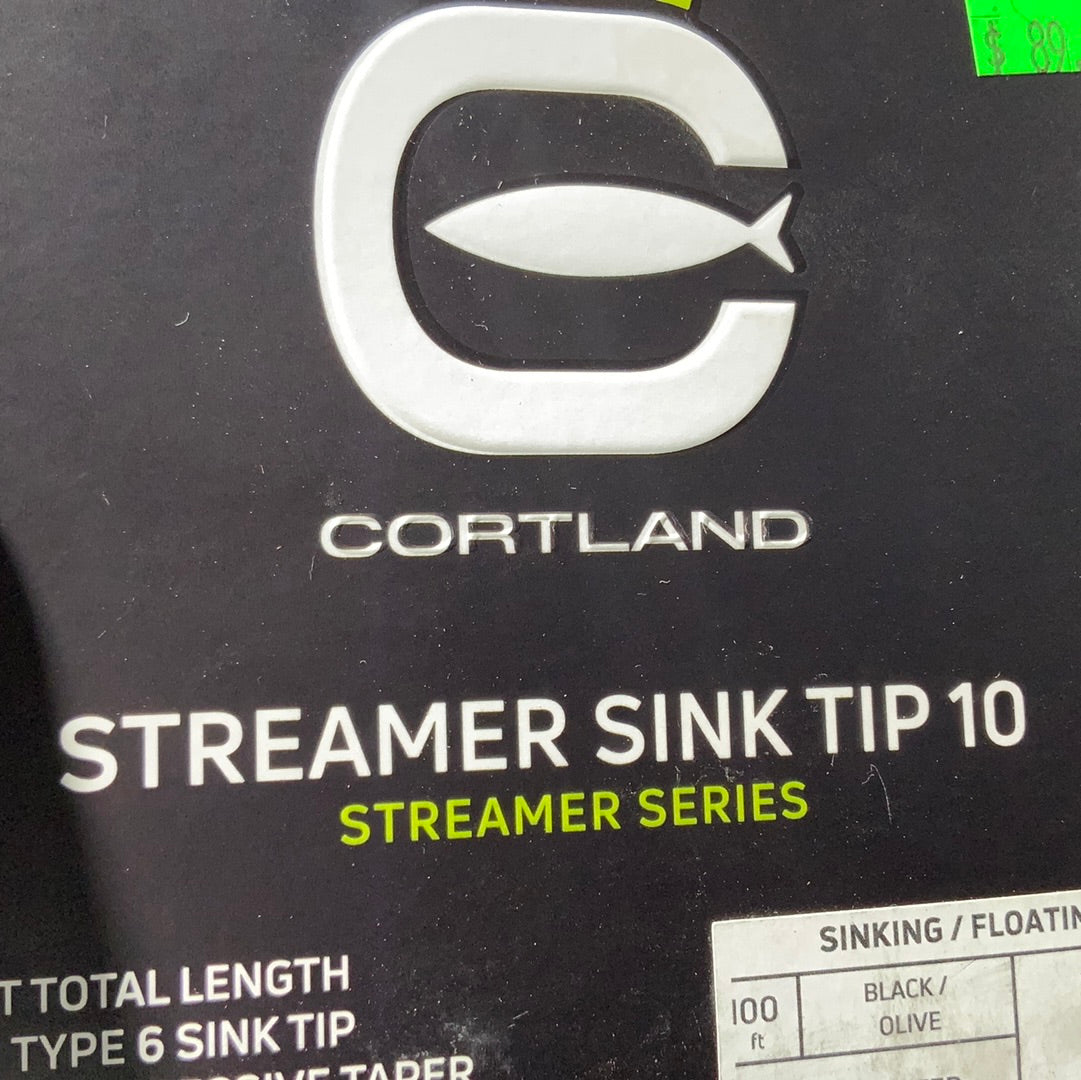 $ 89
CORTLAND
STREAMER SINK TIP 10
STREAMER SERIES
T TOTAL LENGTH
TYPE 6 SINK TIP
TAPER
SINKING / FLOATIN
100
ft
BLACK /
OLIVE